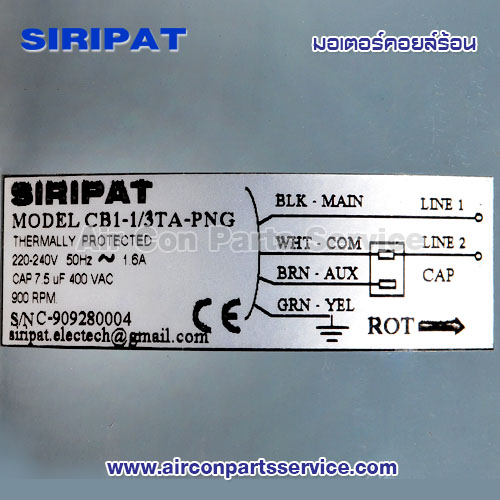 SIRIPAT
มอเตอร์คอยล์ร้อน
SIRIPAT
MODEL CB1-1/3TA-PNG
THERMALLY PROTECTED
220-240V 50Hz ~ 1.6A
CAP 7.5 uF 400 VAC
900 RPM.
S/NC-909280004
siripat.electech@gmail.com
CE
BLK - MAIN LINE 1
WHT - COM LINE 2
BRN - AUX CAP
GRN - YEL
ROT
AirCon Parts Service
www.airconpartsservice.com